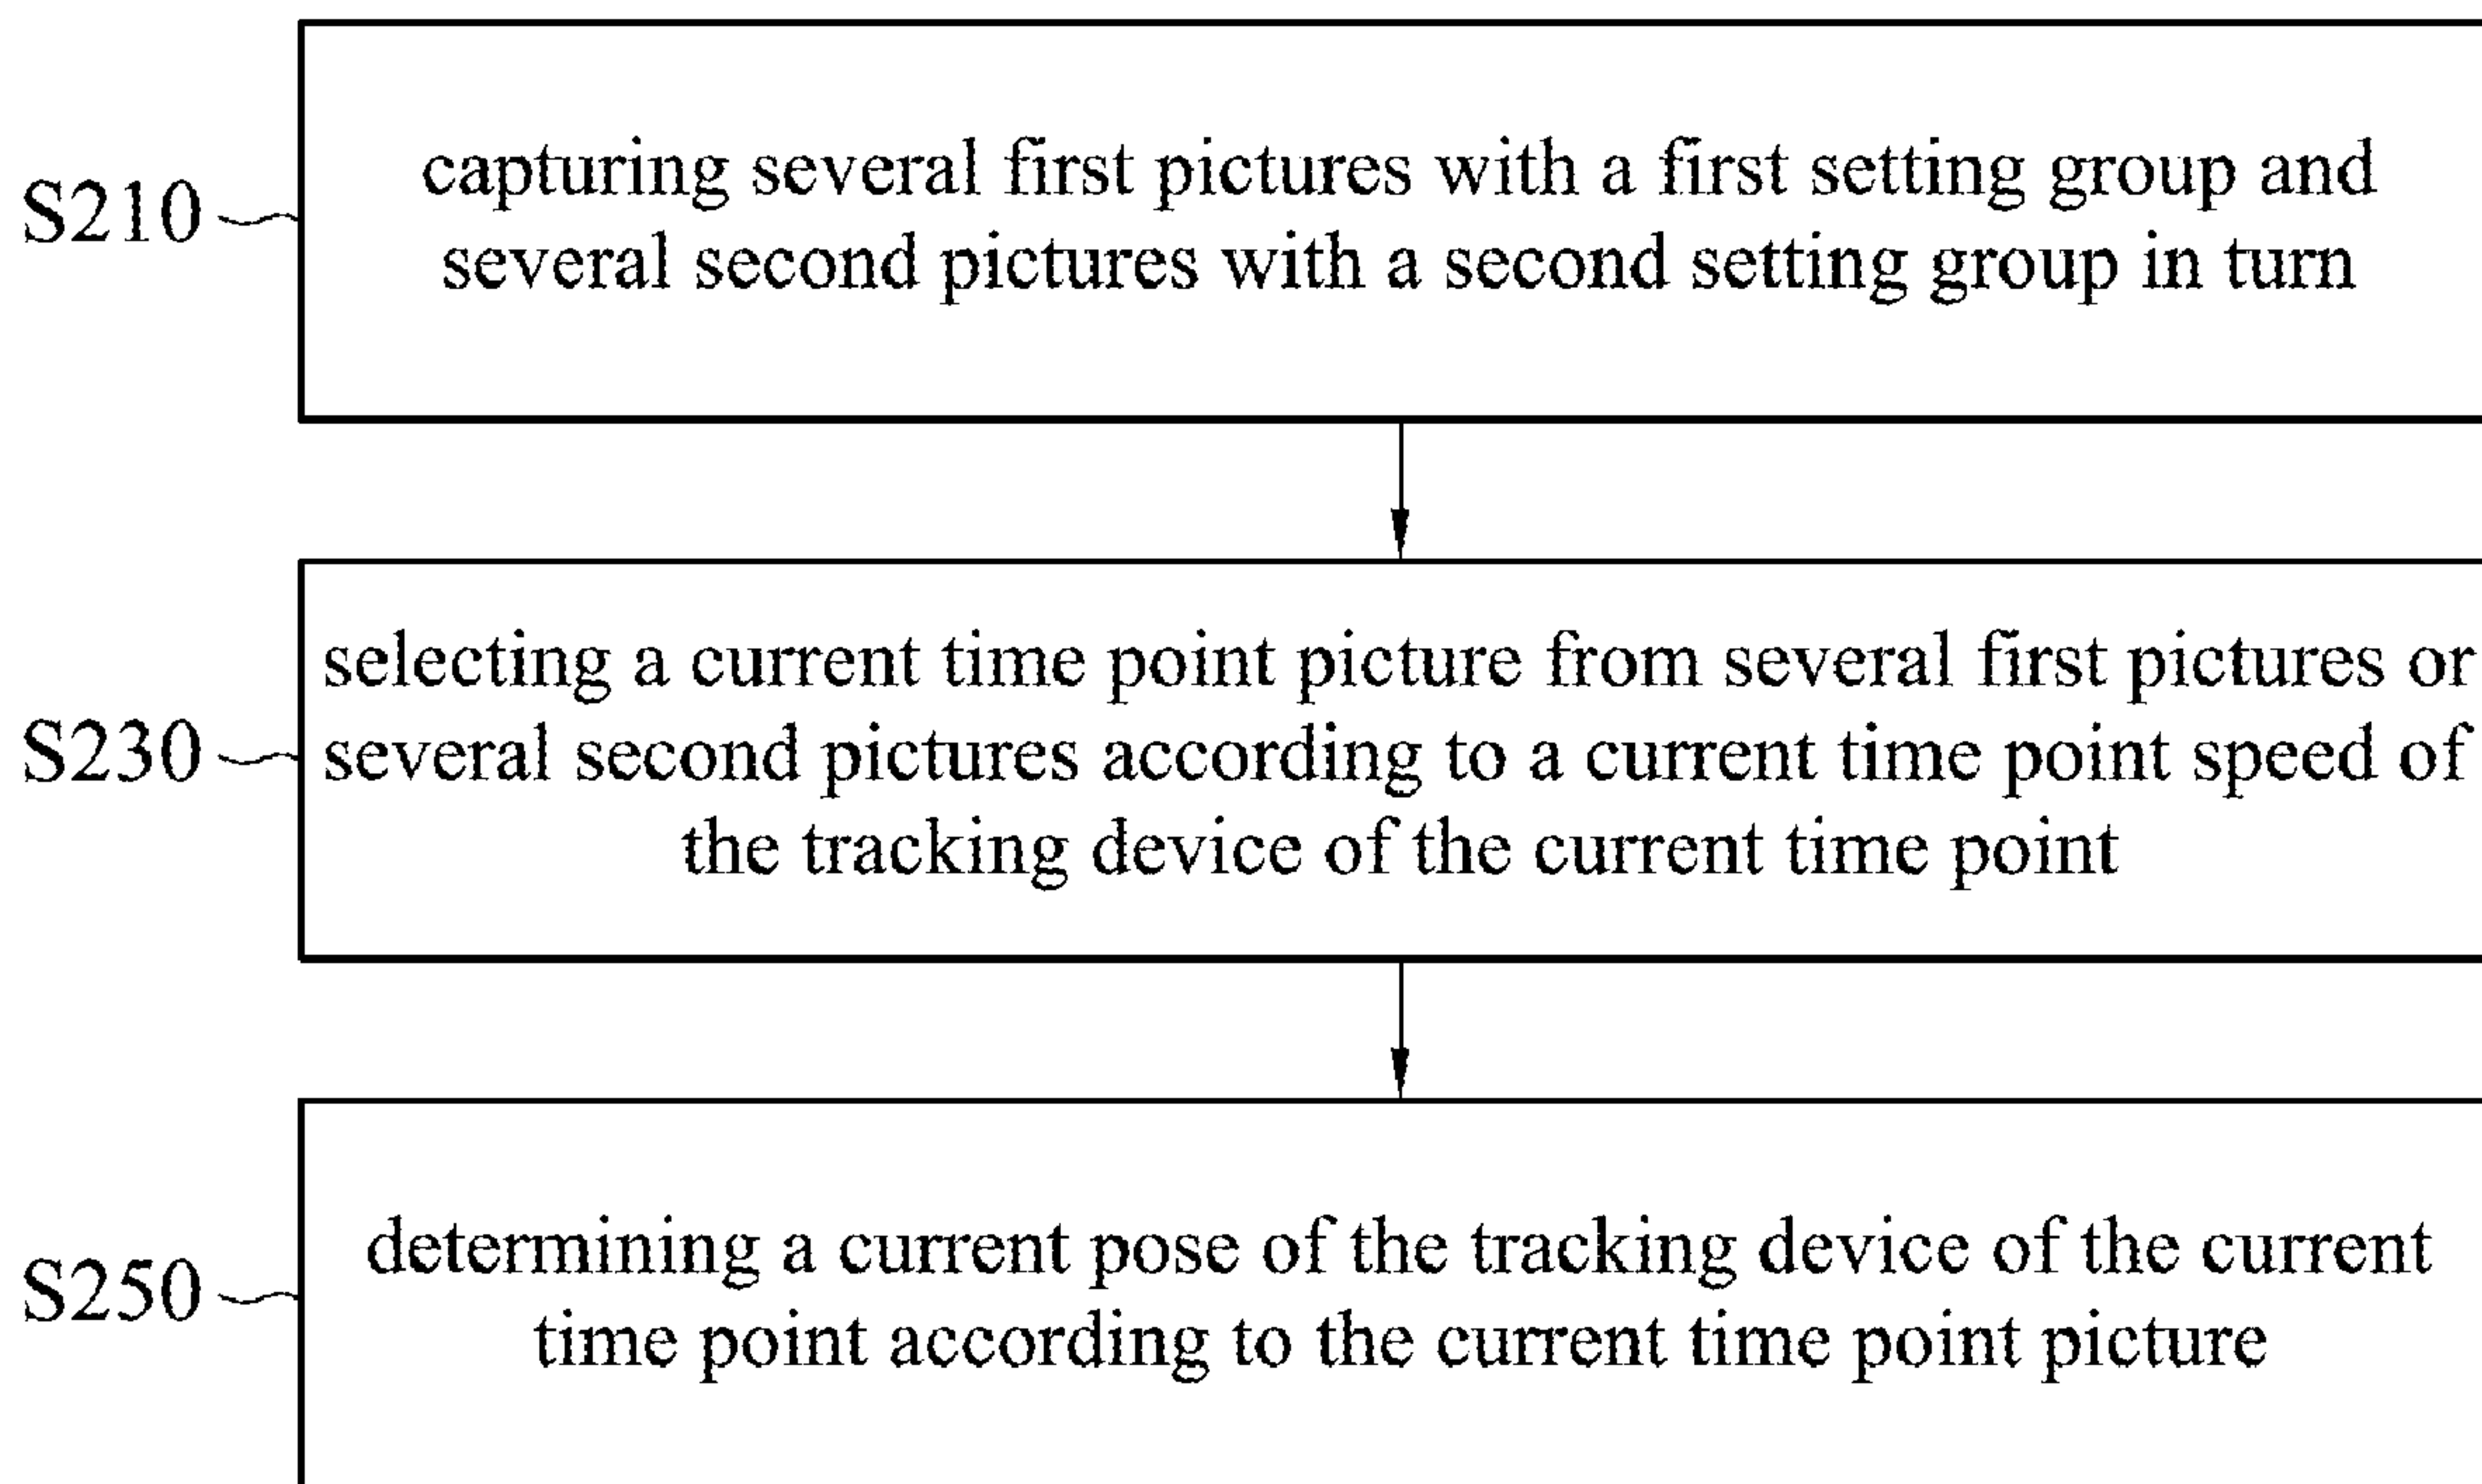 S210
capturing several first pictures with a first setting group and
several second pictures with a second setting group in turn
S230
selecting a current time point picture from several first pictures or
several second pictures according to a current time point speed of
the tracking device of the current time point
S250
determining a current pose of the tracking device of the current
time point according to the current time point picture